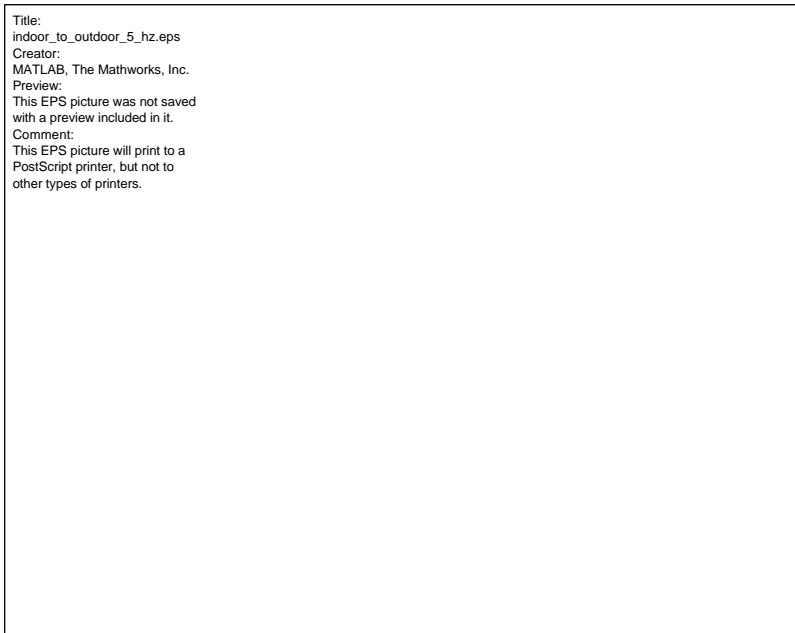 Title:
indoor_to_outdoor_5_hz.eps
Creator:
MATLAB, The Mathworks, Inc.
Preview:
This EPS picture was not saved
with a preview included in it.
Comment:
This EPS picture will print to a
PostScript printer, but not to
other types of printers.